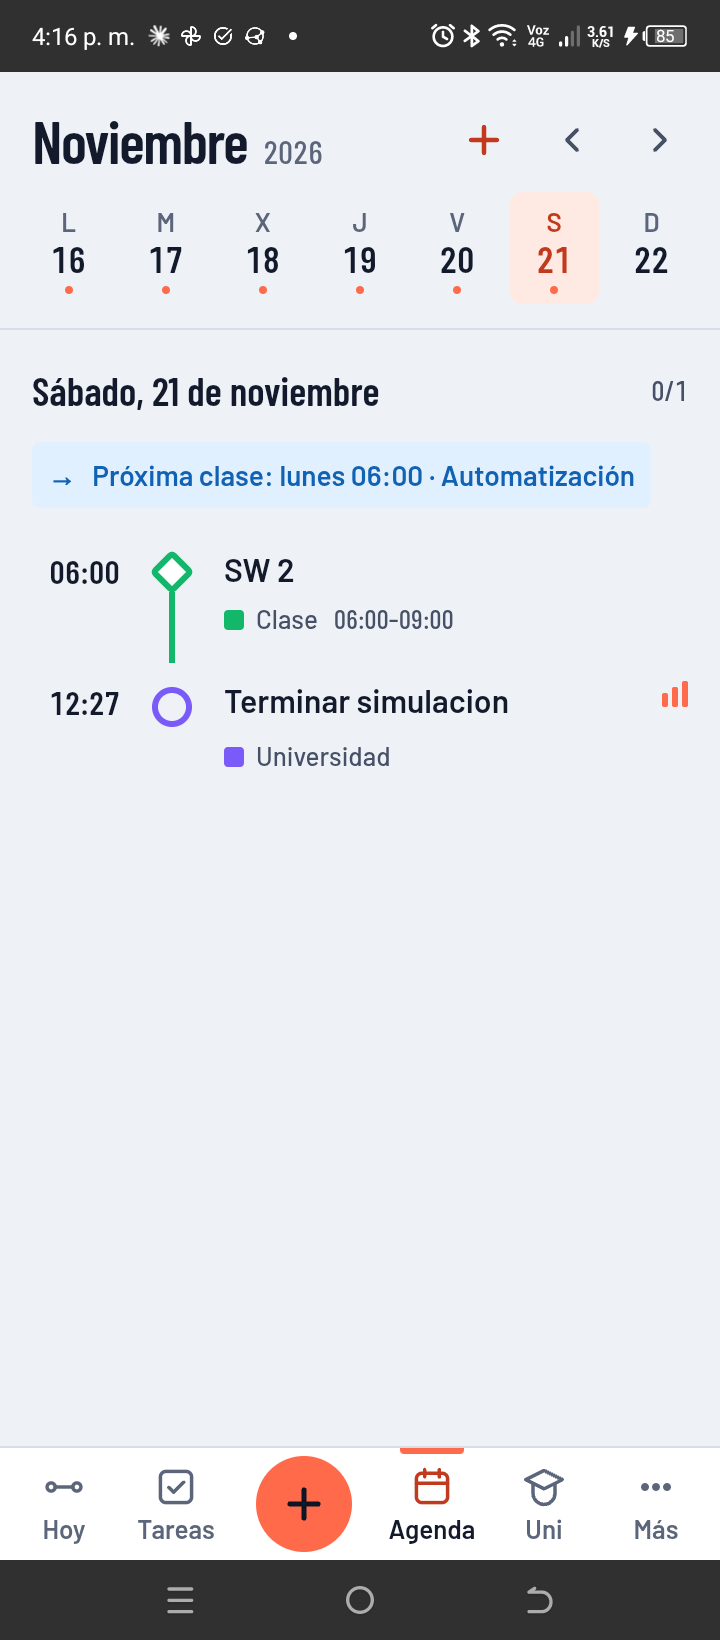 4:16 p. m.
Voz 4G 3.61 K/S 85
Noviembre 2026
L M X J V S D
16 17 18 19 20 21 22
Sábado, 21 de noviembre 0/1
→ Próxima clase: lunes 06:00 · Automatización
06:00 SW 2
Clase 06:00-09:00
12:27 Terminar simulacion
Universidad
Hoy Tareas Agenda Uni Más